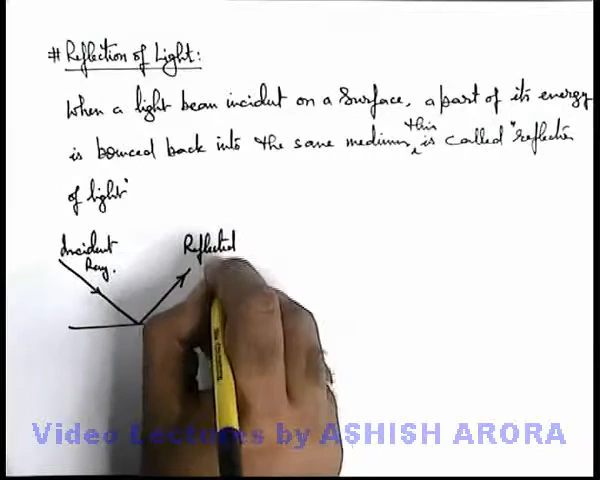 # Reflection of Light:
When a light beam incident on a surface, a part of its energy
this
is bounced back into the same medium, is called "reflection
of light"
Incident
Ray.
Reflected
Video Lectures by ASHISH ARORA